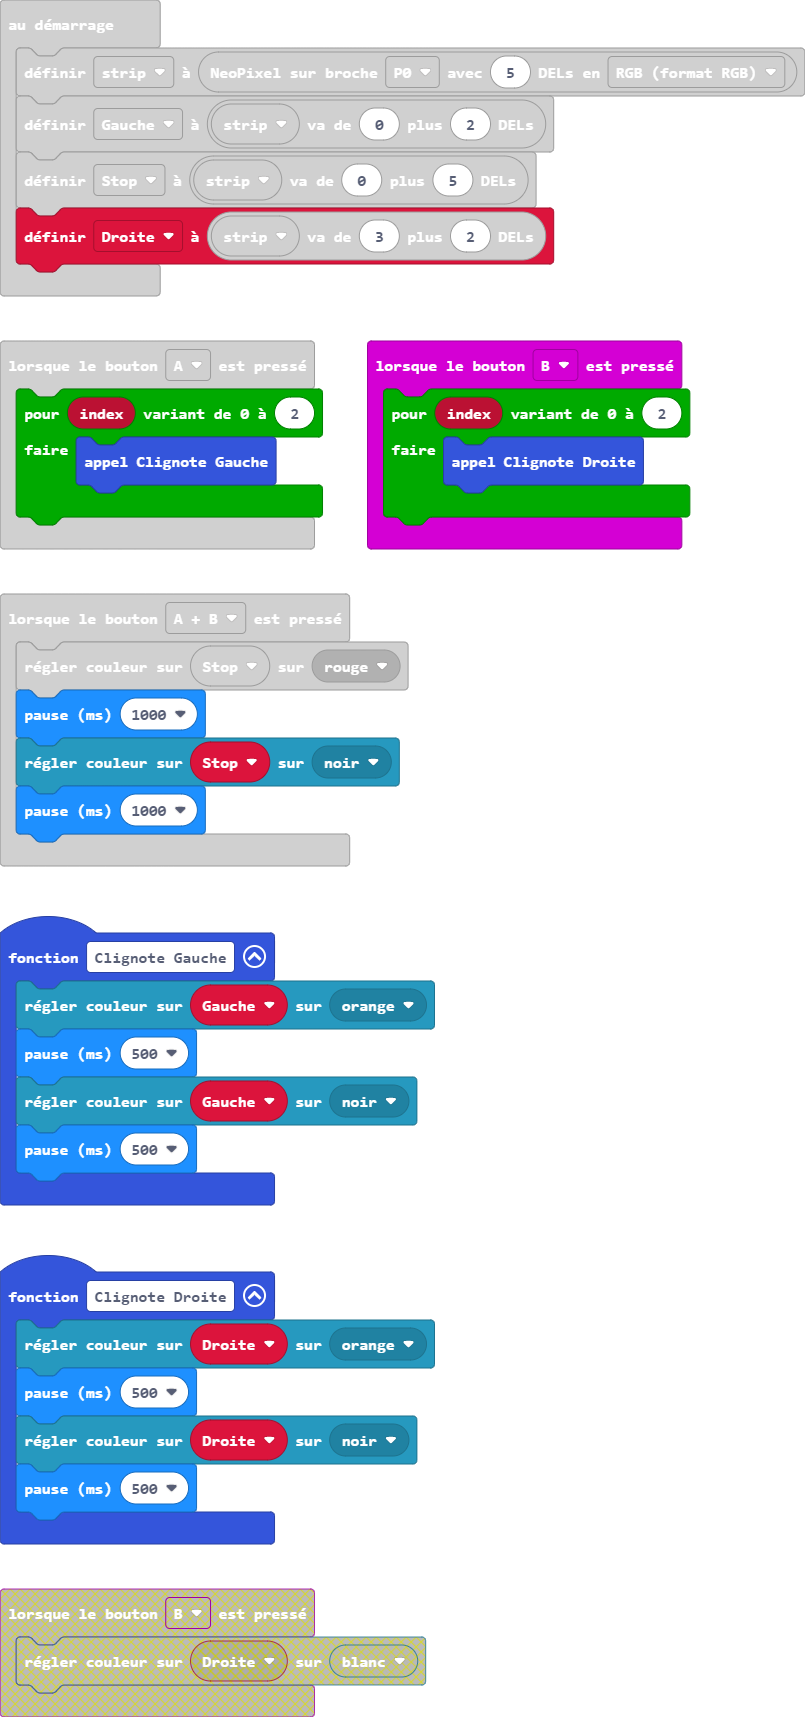 au démarrage
définir strip à NeoPixel sur broche P0 avec 5 DELs en RGB (format RGB)
définir Gauche à strip va de 0 plus 2 DELs
définir Stop à strip va de 0 plus 5 DELs
définir Droite à strip va de 3 plus 2 DELs
lorsque le bouton A est pressé
pour index variant de 0 à 2
faire
appel Clignote Gauche
lorsque le bouton B est pressé
pour index variant de 0 à 2
faire
appel Clignote Droite
lorsque le bouton A + B est pressé
régler couleur sur Stop sur rouge
pause (ms) 1000
régler couleur sur Stop sur noir
pause (ms) 1000
fonction Clignote Gauche
régler couleur sur Gauche sur orange
pause (ms) 500
régler couleur sur Gauche sur noir
pause (ms) 500
fonction Clignote Droite
régler couleur sur Droite sur orange
pause (ms) 500
régler couleur sur Droite sur noir
pause (ms) 500
lorsque le bouton B est pressé
régler couleur sur Droite sur blanc